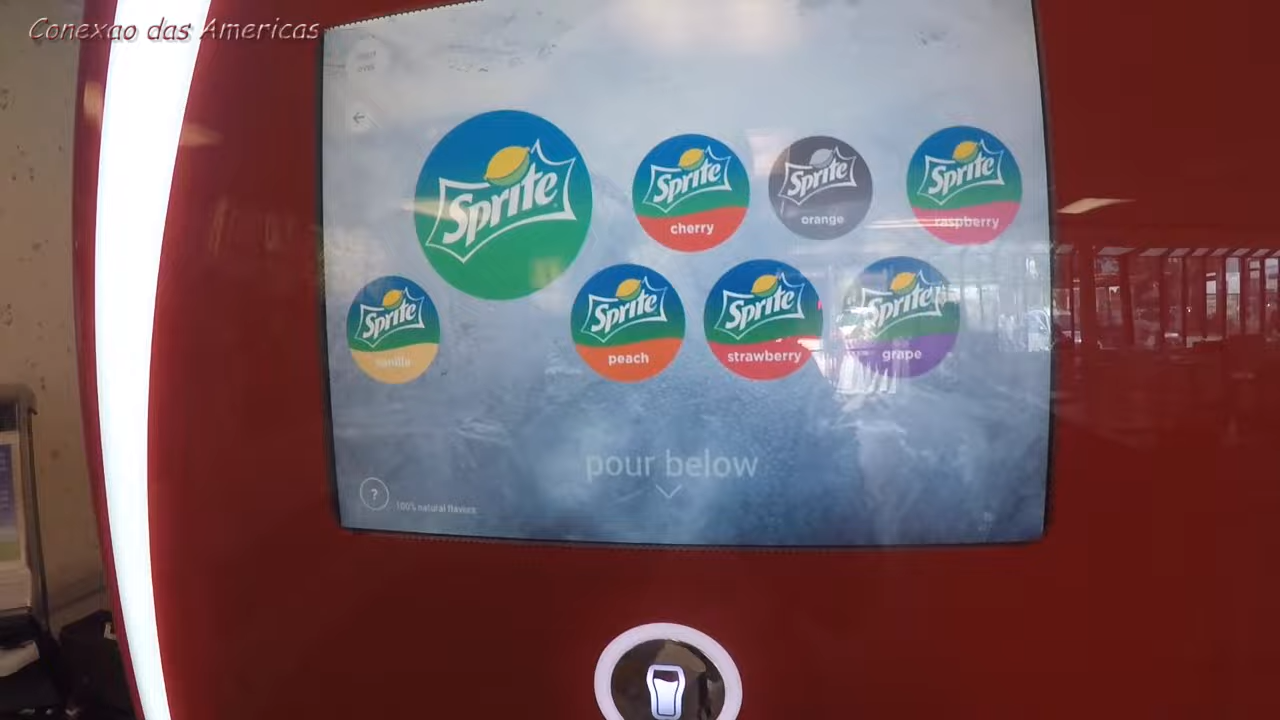 Conexao das Americas
Sprite
Sprite
cherry
Sprite
orange
Sprite
raspberry
Sprite
vanilla
Sprite
peach
Sprite
strawberry
Sprite
grape
pour below
?
100% natural flavours